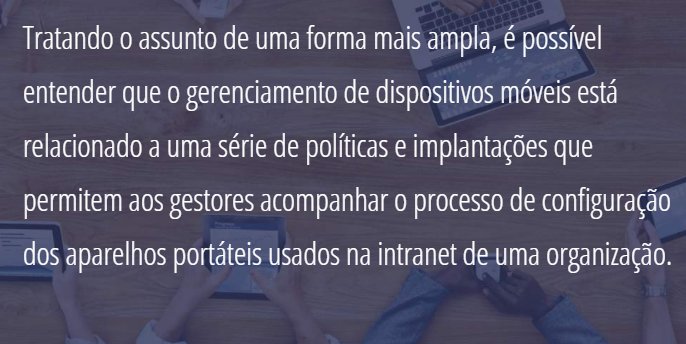 Tratando o assunto de uma forma mais ampla, é possível
entender que o gerenciamento de dispositivos móveis está
relacionado a uma série de políticas e implantações que
permitem aos gestores acompanhar o processo de configuração
dos aparelhos portáteis usados na intranet de uma organização.